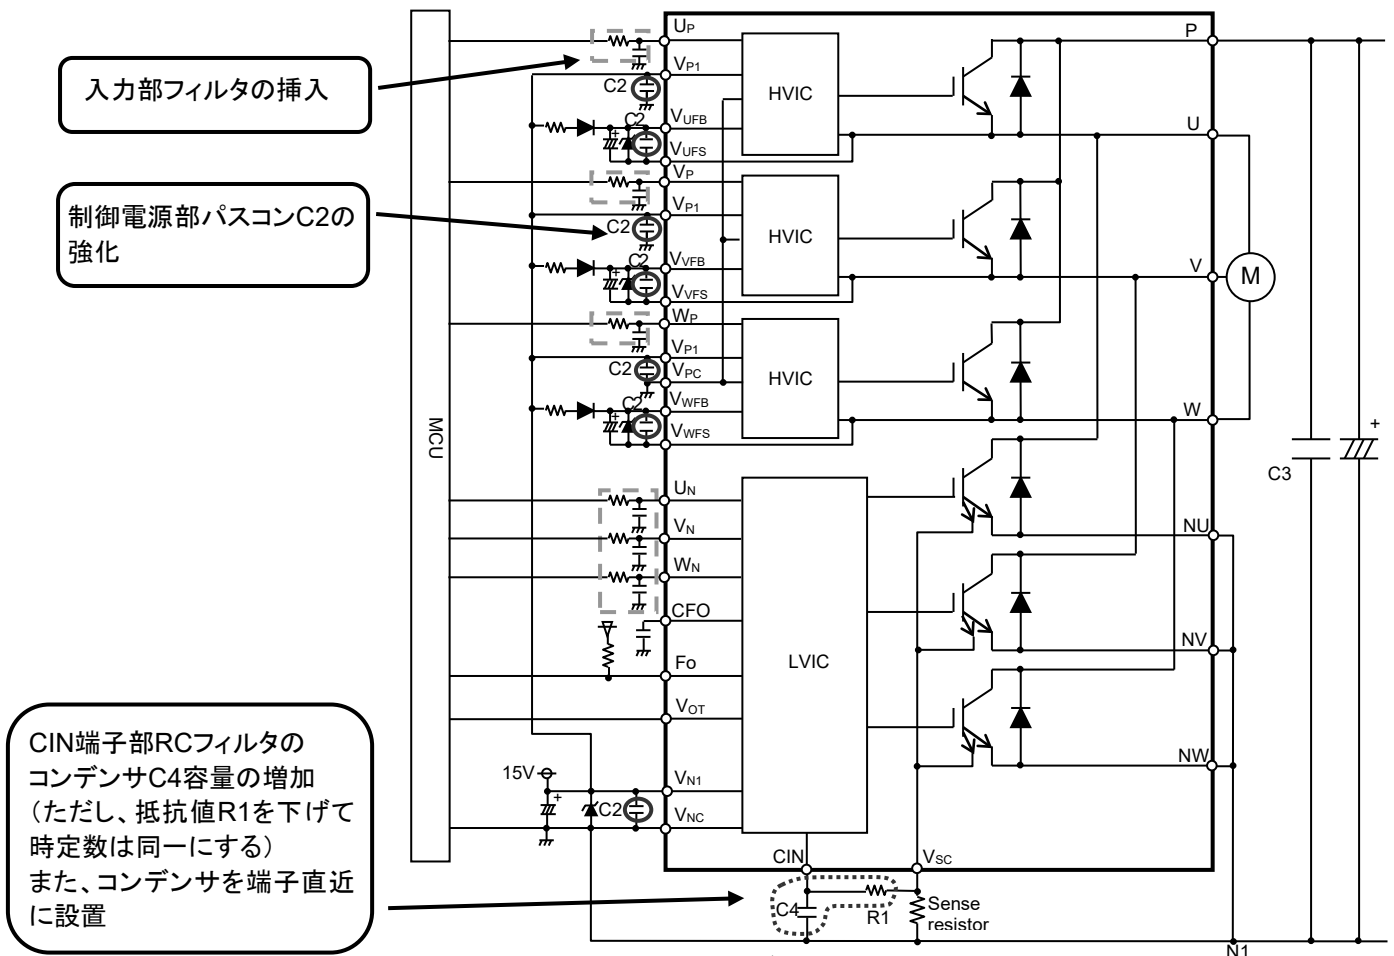 入力部フィルタの挿入
制御電源部パスコンC2の
強化
CIN端子部RCフィルタの
コンデンサC4容量の増加
（ただし、抵抗値R1を下げて
時定数は同一にする）
また、コンデンサを端子直近
に設置
MCU
UP
VP1
C2
C2
VUFB
VUFS
VP
VP1
C2
C2
VVFB
VVFS
WP
VP1
C2
VPC
C2
VWFB
VWFS
UN
VN
WN
CFO
Fo
VOT
15V
+
C2
VN1
VNC
HVIC
HVIC
HVIC
LVIC
CIN
VSC
C4
R1
Sense
resistor
P
U
V
W
NU
NV
NW
M
C3
+
N1